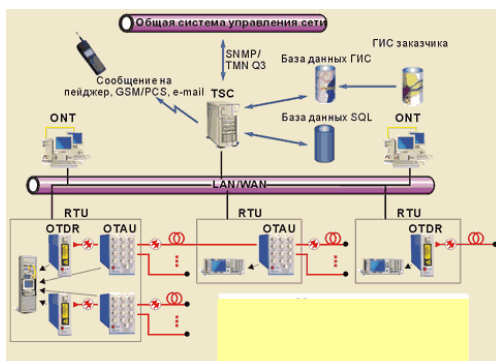 Общая система управления сети
SNMP/
TMN Q3
ГИС заказчика
База данных ГИС
Сообщение на
пейджер, GSM/PCS, e-mail
TSC
База данных SQL
ONT
ONT
LAN/WAN
RTU
RTU
RTU
OTDR
OTAU
OTAU
OTDR